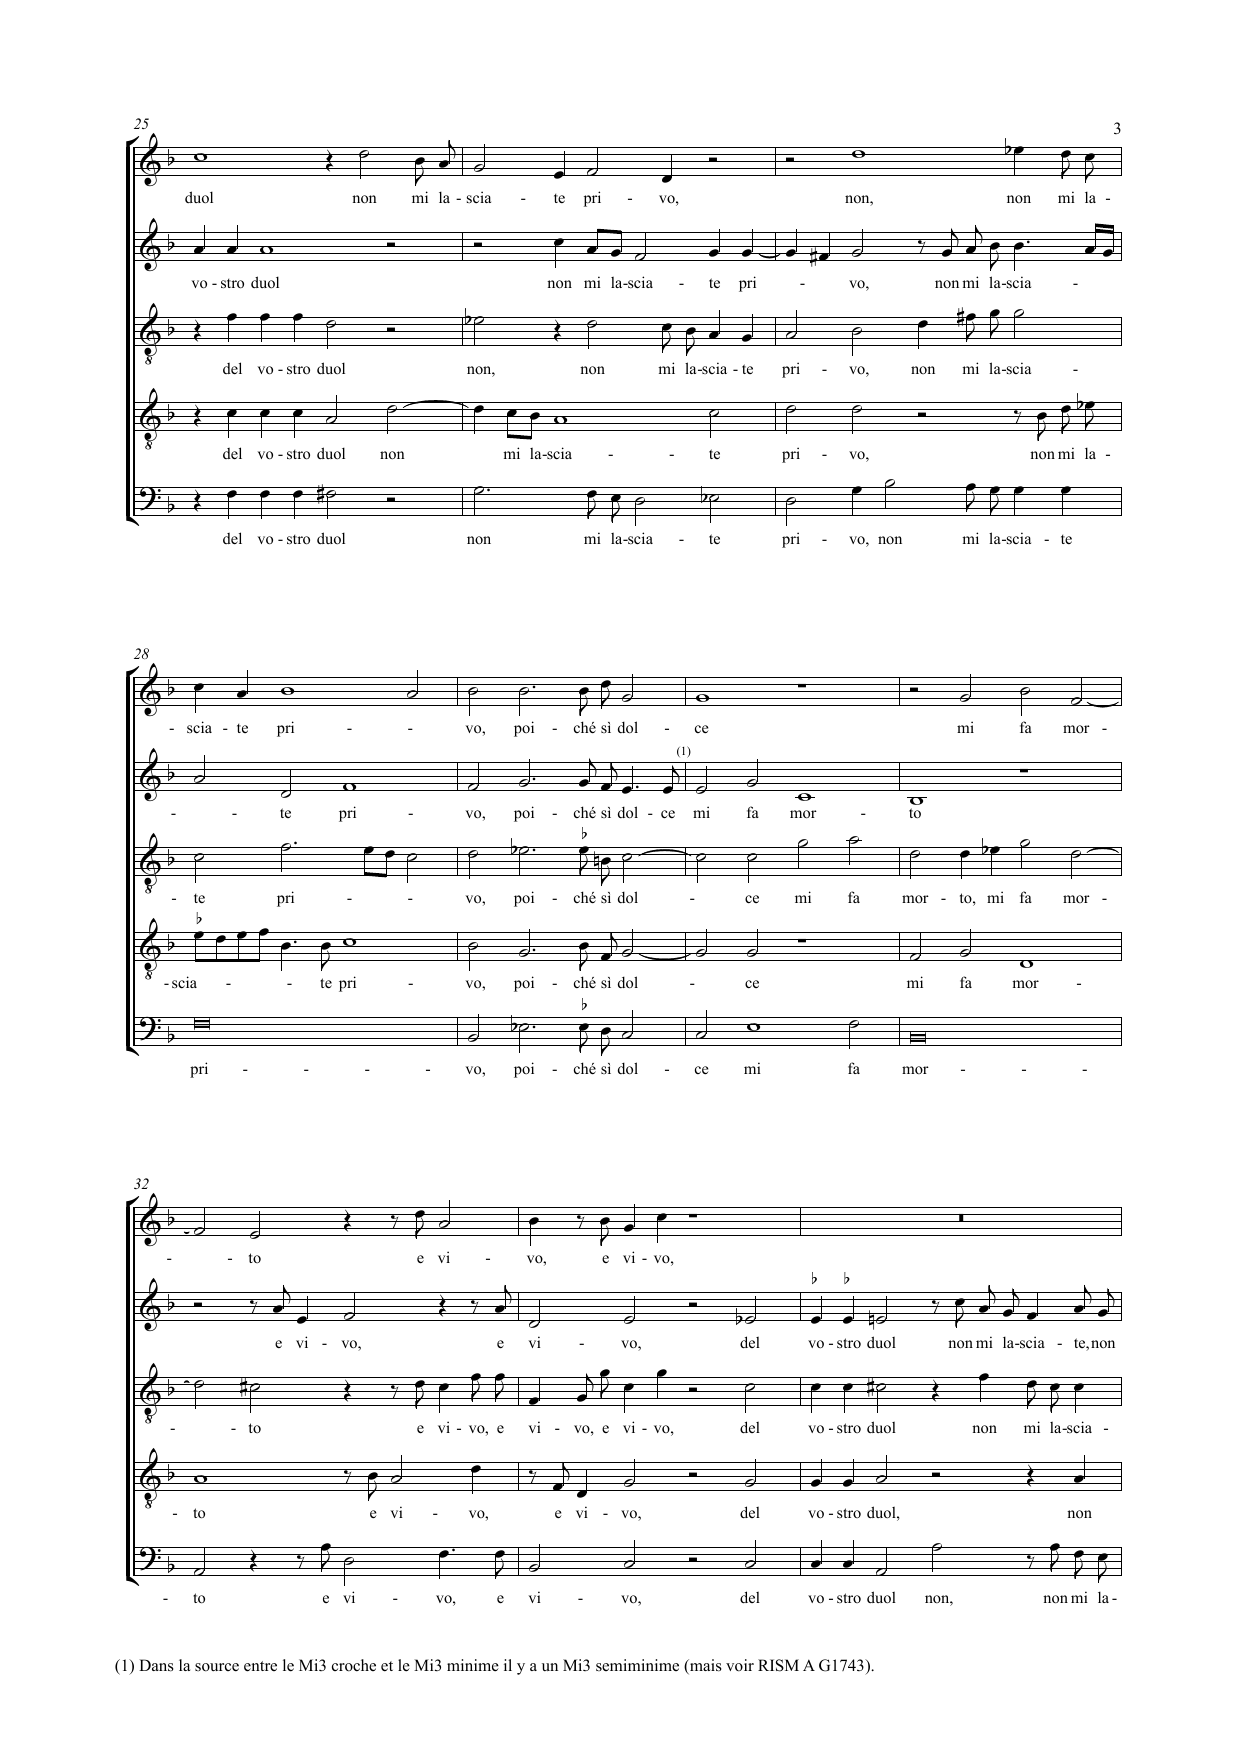 25
3
duol non mi la - scia - te pri - vo, non, non mi la -
vo - stro duol non mi la-scia - te pri - vo, non mi la-scia -
del vo - stro duol non, non mi la-scia - te pri - vo, non mi la-scia -
del vo - stro duol non mi la-scia - - te pri - vo, non mi la -
del vo - stro duol non mi la-scia - te pri - vo, non mi la-scia - te
28
- scia - te pri - - vo, poi - ché sì dol - ce mi fa mor -
(1)
- - te pri - vo, poi - ché sì dol - ce mi fa mor - to
- te pri - - vo, poi - ché sì dol - ce mi fa mor - to, mi fa mor -
- scia - - te pri - vo, poi - ché sì dol - ce mi fa mor -
pri - - - - vo, poi - ché sì dol - ce mi fa mor - - -
32
- - to e vi - vo, e vi - vo,
e vi - vo, e vi - vo, del vo - stro duol non mi la-scia - te, non
- - to e vi - vo, e vi - vo, e vi - vo, del vo - stro duol non mi la-scia -
- to e vi - vo, e vi - vo, del vo - stro duol, non
- to e vi - vo, e vi - vo, del vo - stro duol non, non mi la -
(1) Dans la source entre le Mi3 croche et le Mi3 minime il y a un Mi3 semiminime (mais voir RISM A G1743).